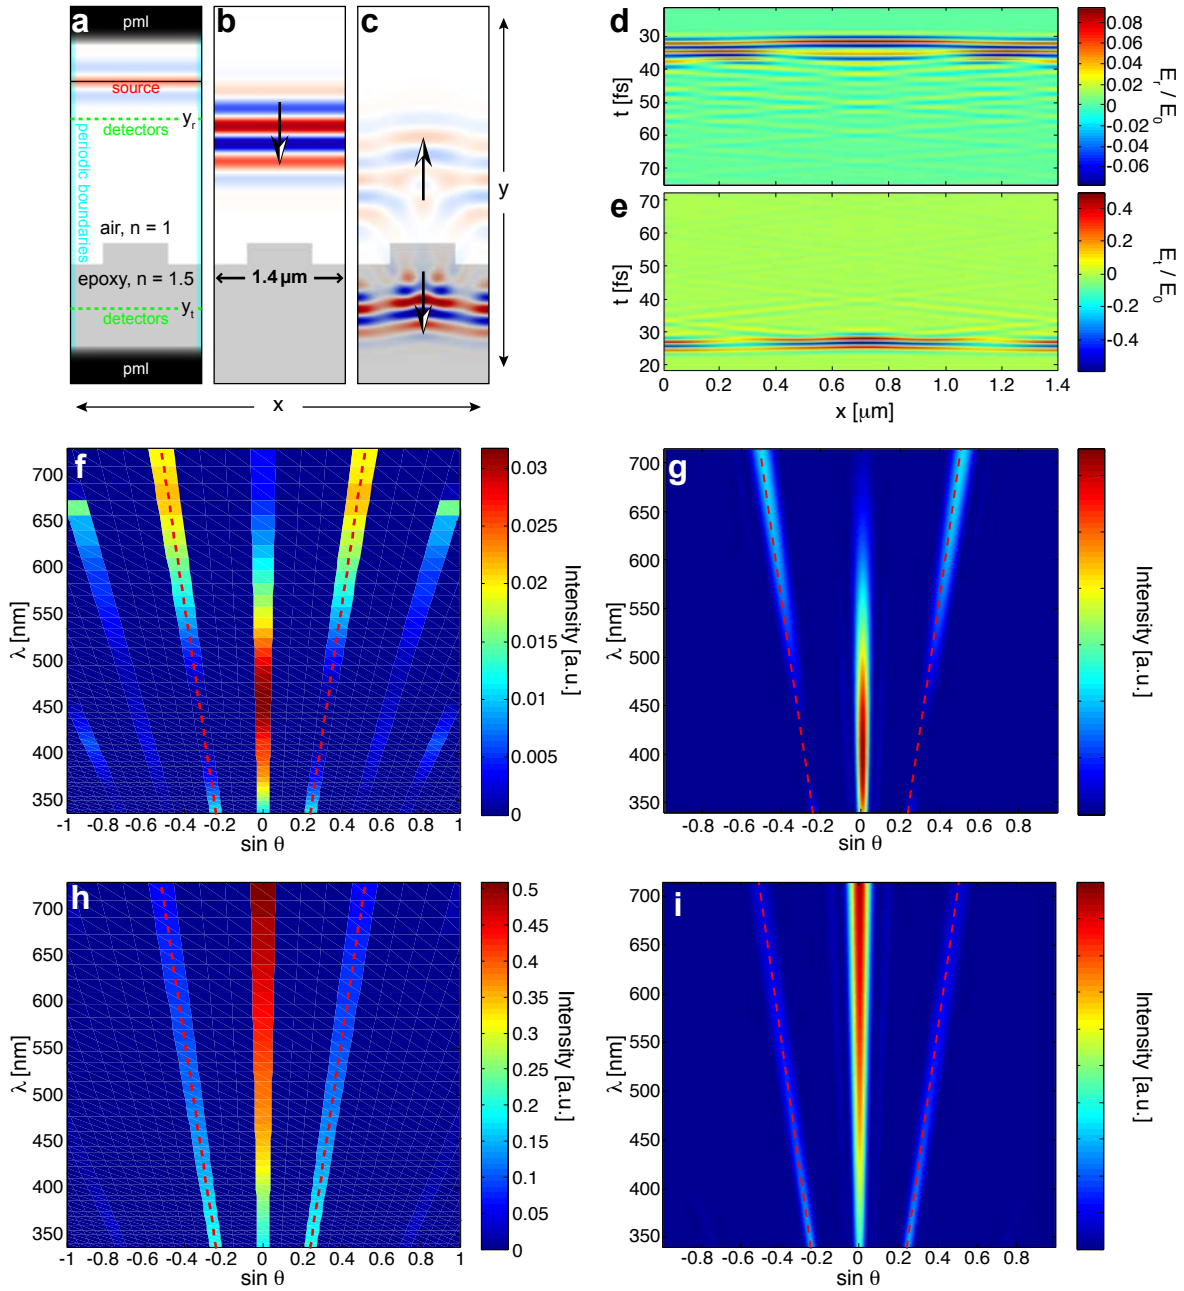 a
pml
source
detectors
y_r
periodic boundaries
air, n = 1
epoxy, n = 1.5
y_t
detectors
pml
b
1.4 μm
c
y
x
d
30
40
50
60
70
t [fs]
0.08
0.06
0.04
0.02
0
-0.02
-0.04
-0.06
E_r / E_0
e
70
60
50
40
30
20
t [fs]
0 0.2 0.4 0.6 0.8 1.0 1.2 1.4
x [μm]
0.4
0.2
0
-0.2
-0.4
E_t / E_0
f
700
650
600
550
500
450
400
350
λ [nm]
-1 -0.8 -0.6 -0.4 -0.2 0 0.2 0.4 0.6 0.8 1
sin θ
0.03
0.025
0.02
0.015
0.01
0.005
0
Intensity [a.u.]
g
700
650
600
550
500
450
400
350
λ [nm]
-0.8 -0.6 -0.4 -0.2 0 0.2 0.4 0.6 0.8
sin θ
Intensity [a.u.]
h
700
650
600
550
500
450
400
350
λ [nm]
-1 -0.8 -0.6 -0.4 -0.2 0 0.2 0.4 0.6 0.8 1
sin θ
0.5
0.45
0.4
0.35
0.3
0.25
0.2
0.15
0.1
0.05
0
Intensity [a.u.]
i
700
650
600
550
500
450
400
350
λ [nm]
-0.8 -0.6 -0.4 -0.2 0 0.2 0.4 0.6 0.8
sin θ
Intensity [a.u.]